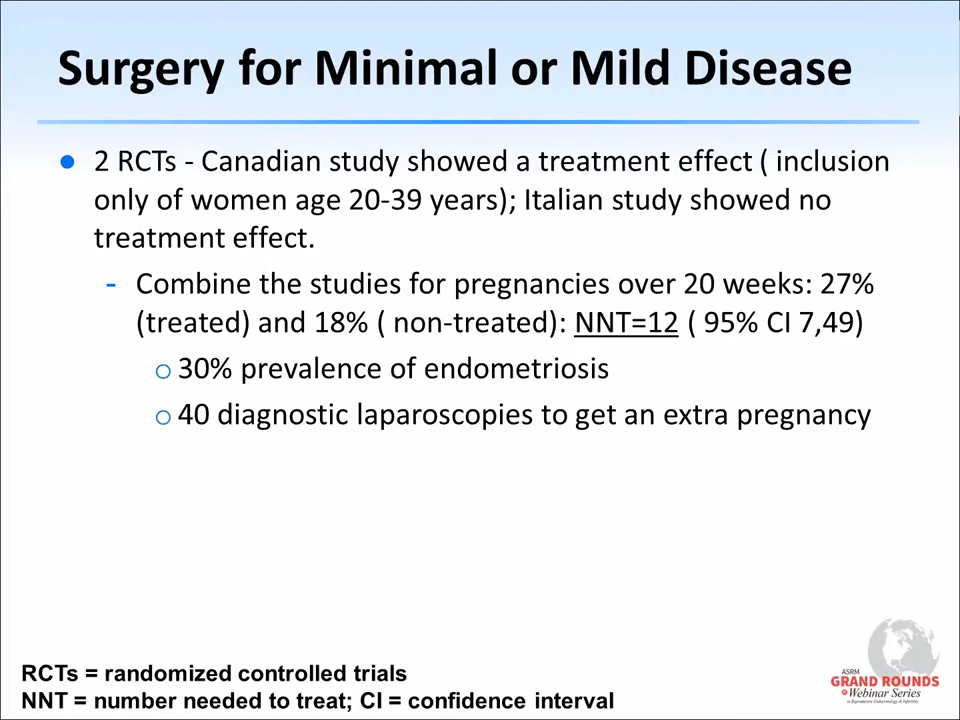 Surgery for Minimal or Mild Disease
● 2 RCTs - Canadian study showed a treatment effect ( inclusion
only of women age 20-39 years); Italian study showed no
treatment effect.
- Combine the studies for pregnancies over 20 weeks: 27%
(treated) and 18% ( non-treated): NNT=12 ( 95% CI 7,49)
○ 30% prevalence of endometriosis
○ 40 diagnostic laparoscopies to get an extra pregnancy
RCTs = randomized controlled trials
NNT = number needed to treat; CI = confidence interval
ASRM
GRAND ROUNDS
Webinar Series
in Reproductive Endocrinology & Infertility